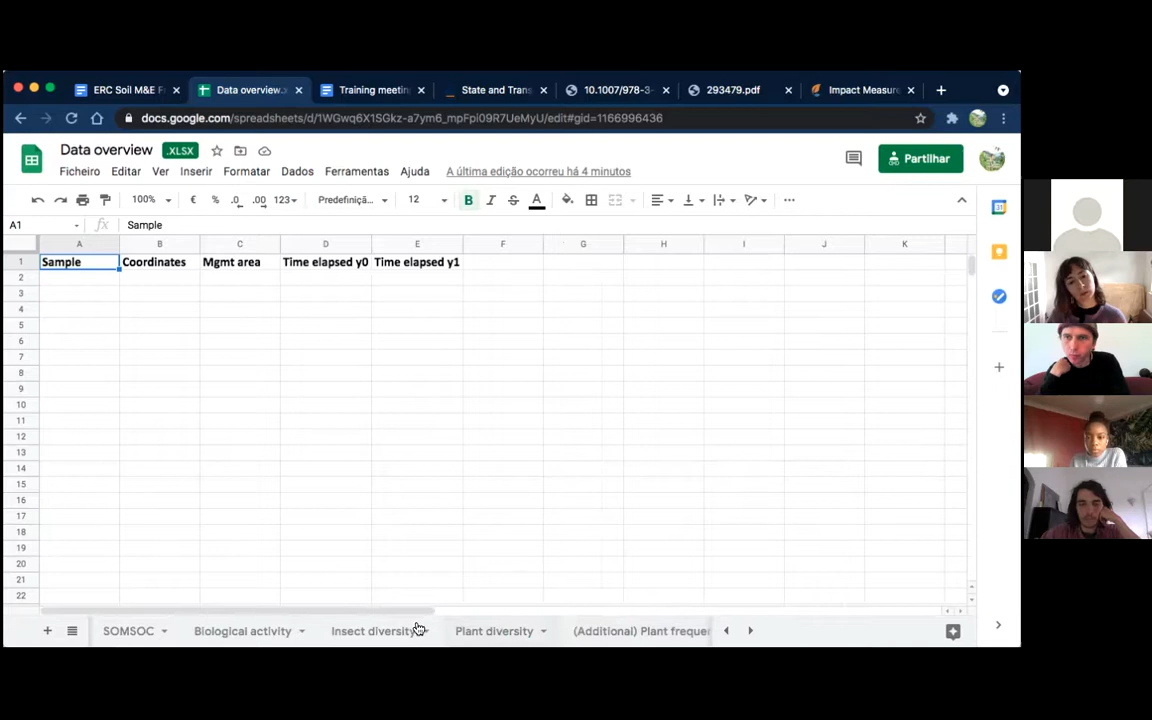 ERC Soil M&E F
Data overview.
Training meetin
State and Trans
10.1007/978-3-
293479.pdf
Impact Measure
docs.google.com/spreadsheets/d/1WGwq6X1SGkz-a7ym6_mpFpi09R7UeMyU/edit#gid=1166996436
Data overview .XLSX
Partilhar
Ficheiro Editar Ver Inserir Formatar Dados Ferramentas Ajuda A última edição ocorreu há 4 minutos
100% € % .0 .00 123 Predefiniçã... 12 B I S A
A1 fx Sample
A B C D E F G H I J K
1 Sample Coordinates Mgmt area Time elapsed y0 Time elapsed y1
2
3
4
5
6
7
8
9
10
11
12
13
14
15
16
17
18
19
20
21
22
SOMSOC Biological activity Insect diversity Plant diversity (Additional) Plant frequen
31